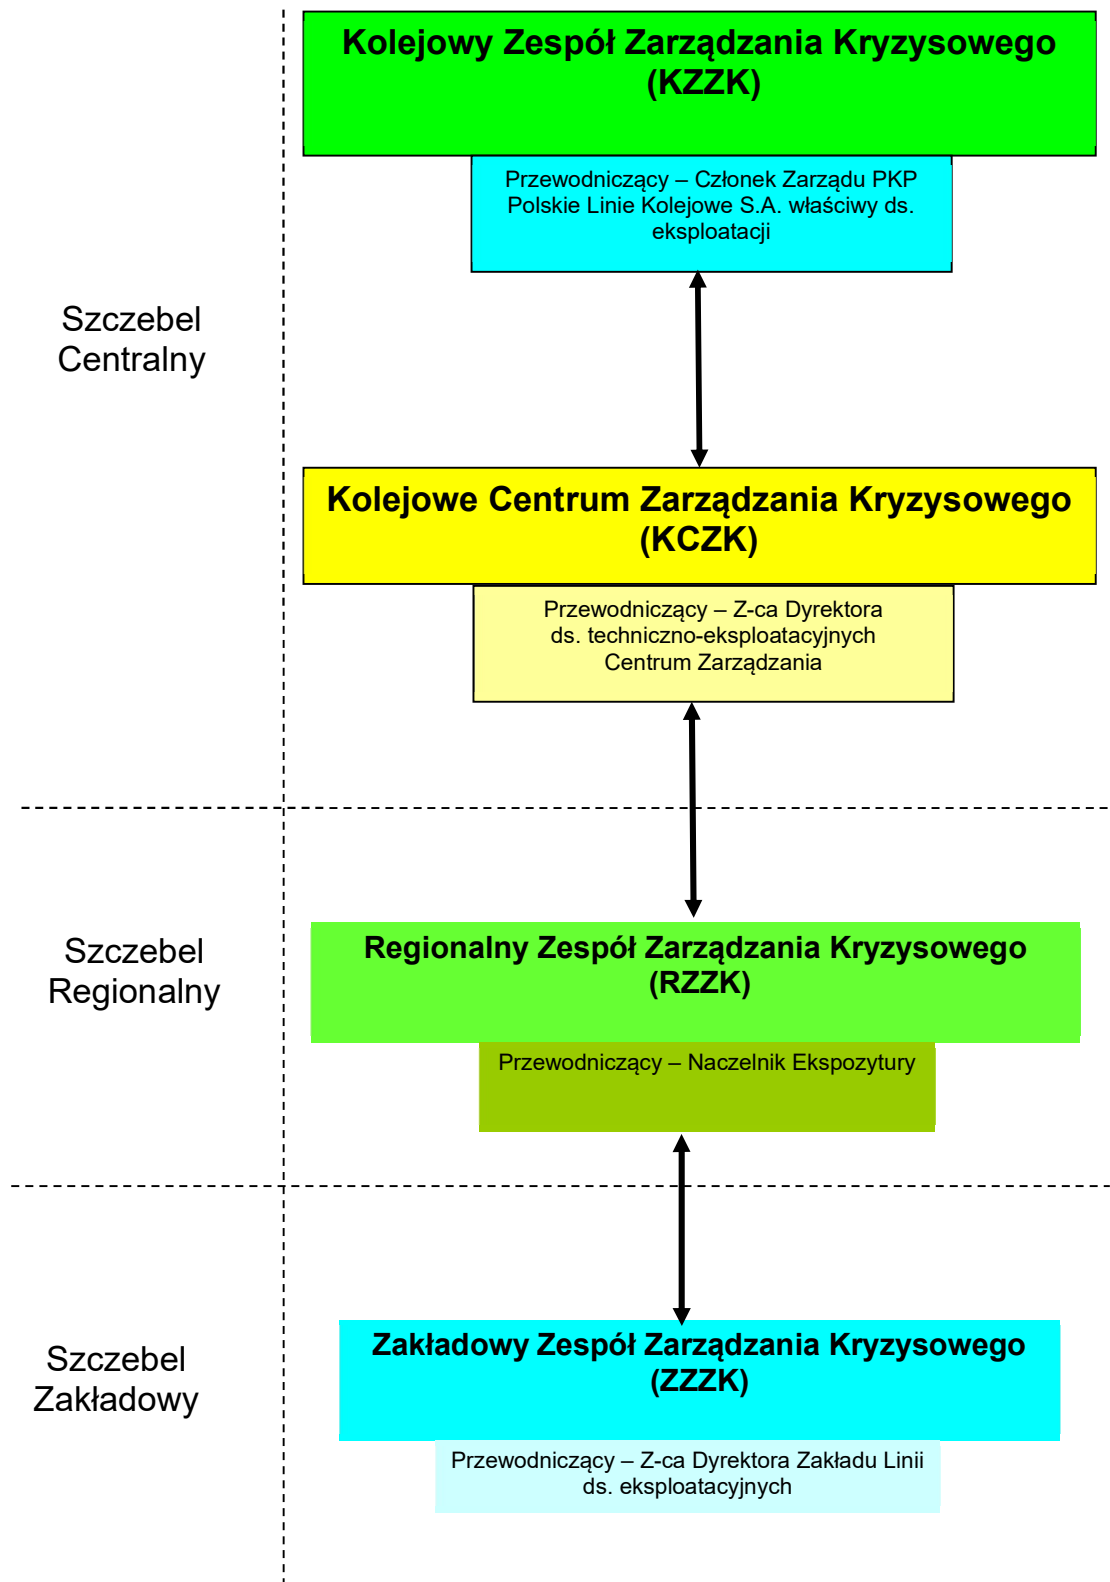 Kolejowy Zespół Zarządzania Kryzysowego
(KZZK)
Przewodniczący – Członek Zarządu PKP
Polskie Linie Kolejowe S.A. właściwy ds.
eksploatacji
Szczebel
Centralny
Kolejowe Centrum Zarządzania Kryzysowego
(KCZK)
Przewodniczący – Z-ca Dyrektora
ds. techniczno-eksploatacyjnych
Centrum Zarządzania
Szczebel
Regionalny
Regionalny Zespół Zarządzania Kryzysowego
(RZZK)
Przewodniczący – Naczelnik Ekspozytury
Szczebel
Zakładowy
Zakładowy Zespół Zarządzania Kryzysowego
(ZZZK)
Przewodniczący – Z-ca Dyrektora Zakładu Linii
ds. eksploatacyjnych